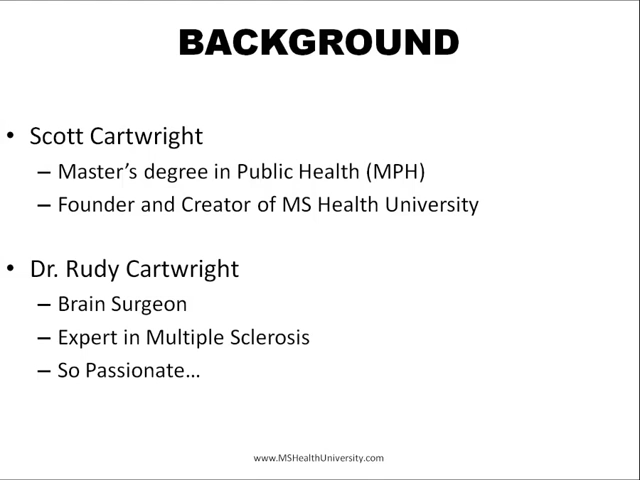 BACKGROUND
• Scott Cartwright
– Master’s degree in Public Health (MPH)
– Founder and Creator of MS Health University
• Dr. Rudy Cartwright
– Brain Surgeon
– Expert in Multiple Sclerosis
– So Passionate…
www.MSHealthUniversity.com